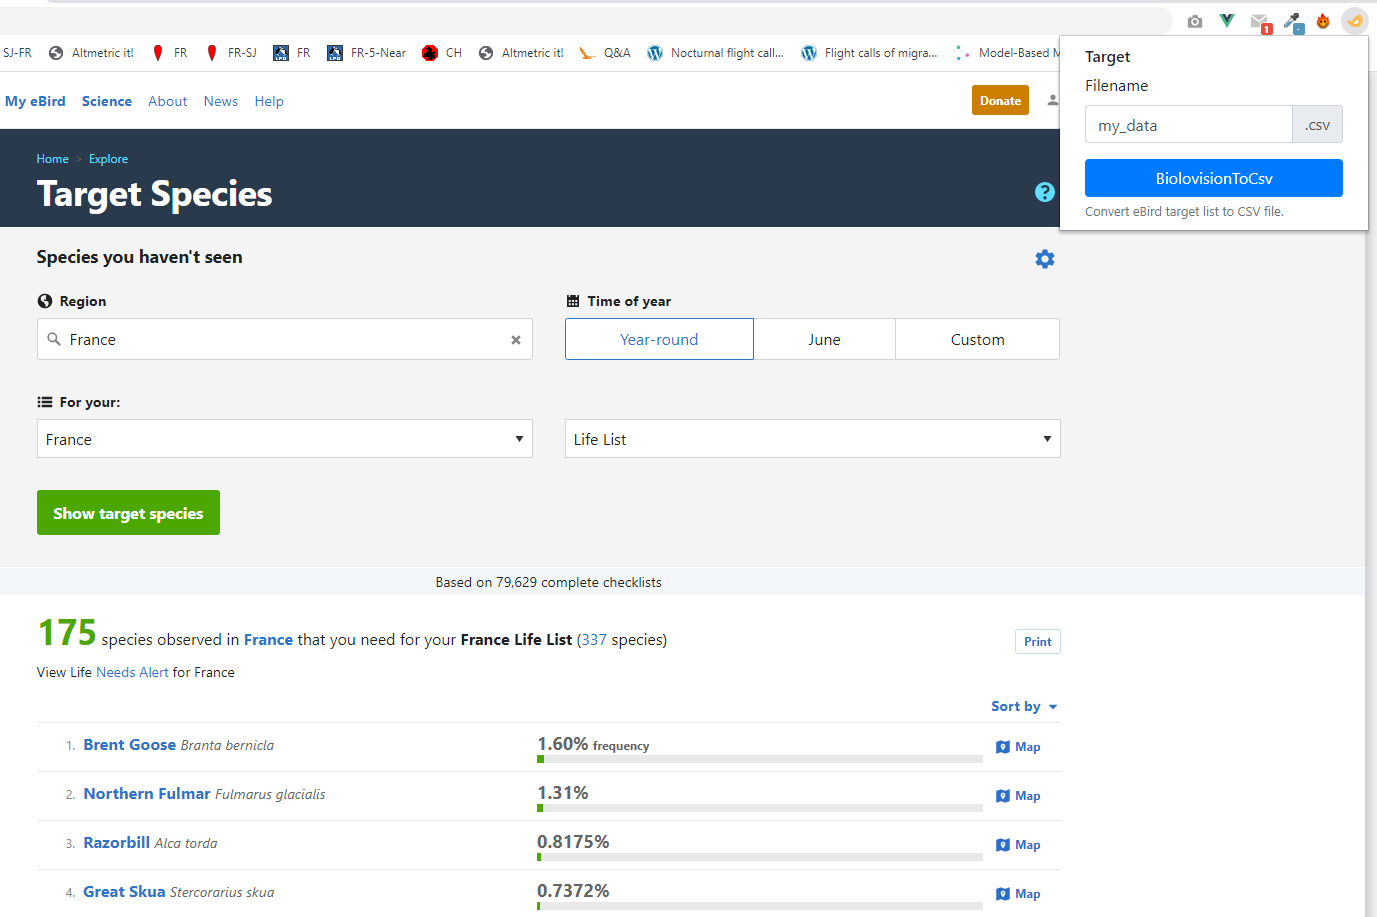 SJ-FR Altmetric it! FR FR-SJ FR FR-5-Near CH Altmetric it! Q&A Nocturnal flight call... Flight calls of migra... Model-Based M
1
Target
Filename
my_data .csv
BiolovisionToCsv
Convert eBird target list to CSV file.
My eBird Science About News Help Donate
Home > Explore
Target Species
?
Species you haven't seen
Region
France
Time of year
Year-round June Custom
For your:
France
Life List
Show target species
Based on 79,629 complete checklists
175 species observed in France that you need for your France Life List (337 species)
Print
View Life Needs Alert for France
Sort by
1. Brent Goose Branta bernicla 1.60% frequency Map
2. Northern Fulmar Fulmarus glacialis 1.31% Map
3. Razorbill Alca torda 0.8175% Map
4. Great Skua Stercorarius skua 0.7372% Map